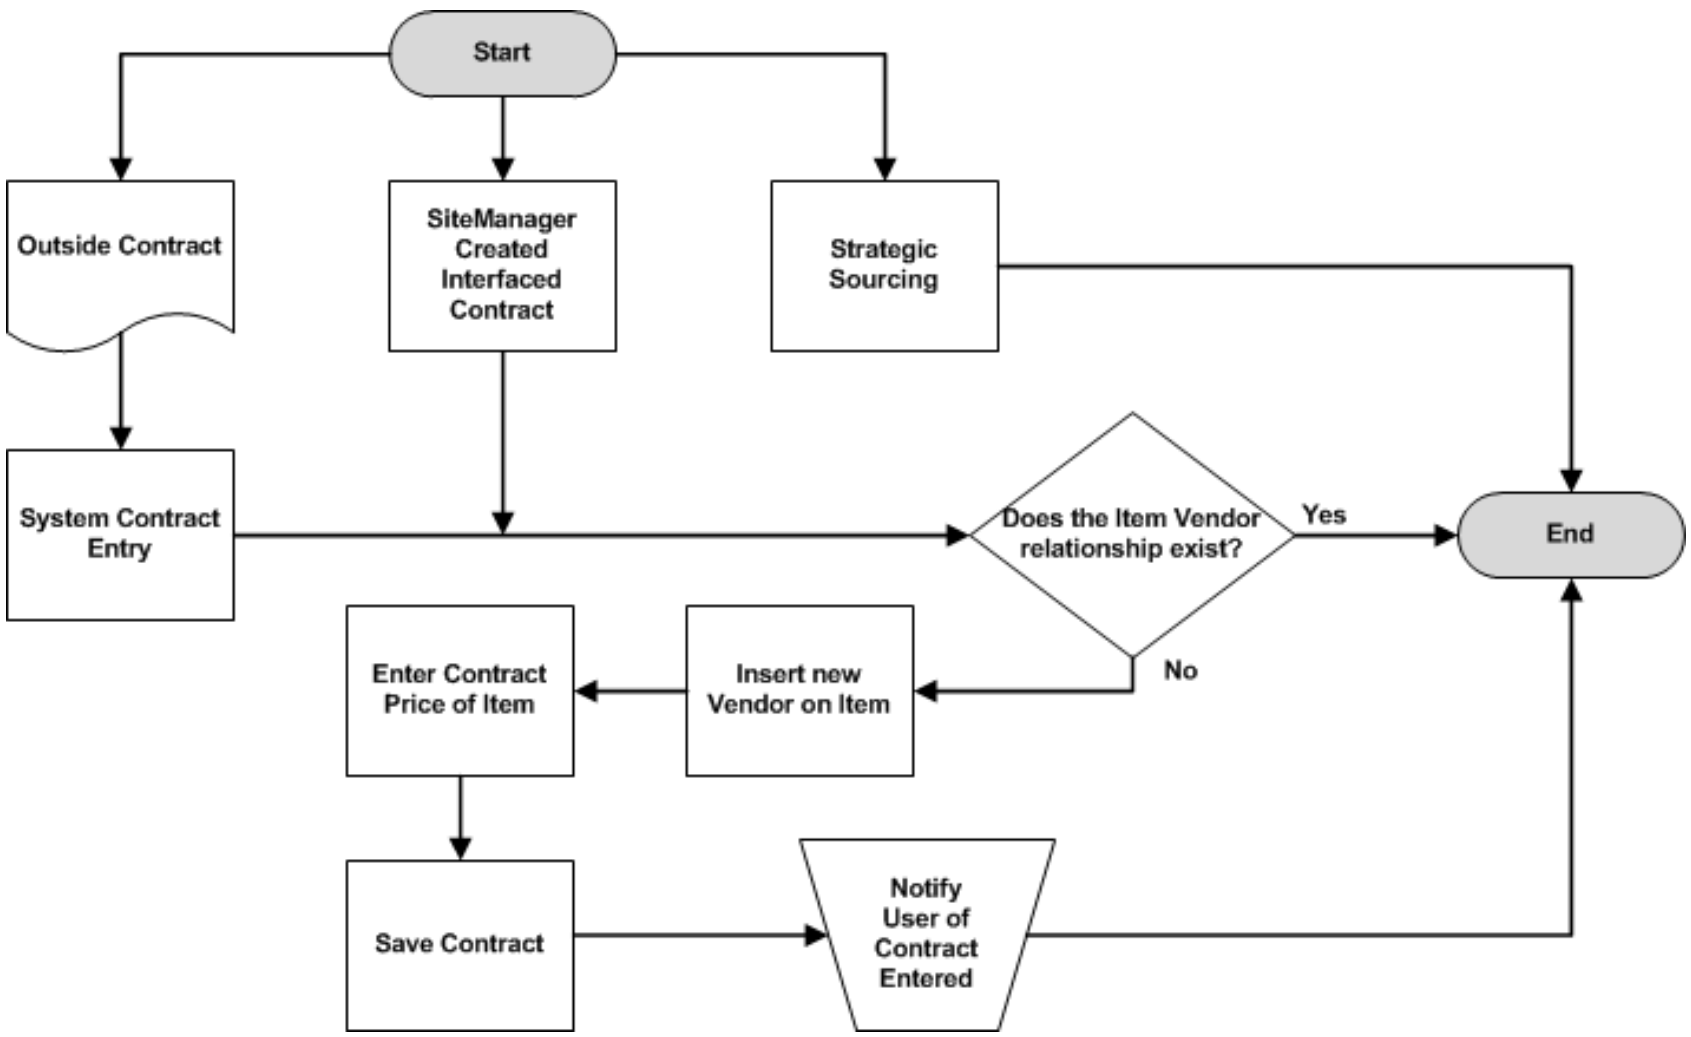 Start
Outside Contract
SiteManager
Created
Interfaced
Contract
Strategic
Sourcing
System Contract
Entry
Does the Item Vendor
relationship exist?
Yes
End
No
Enter Contract
Price of Item
Insert new
Vendor on Item
Save Contract
Notify
User of
Contract
Entered